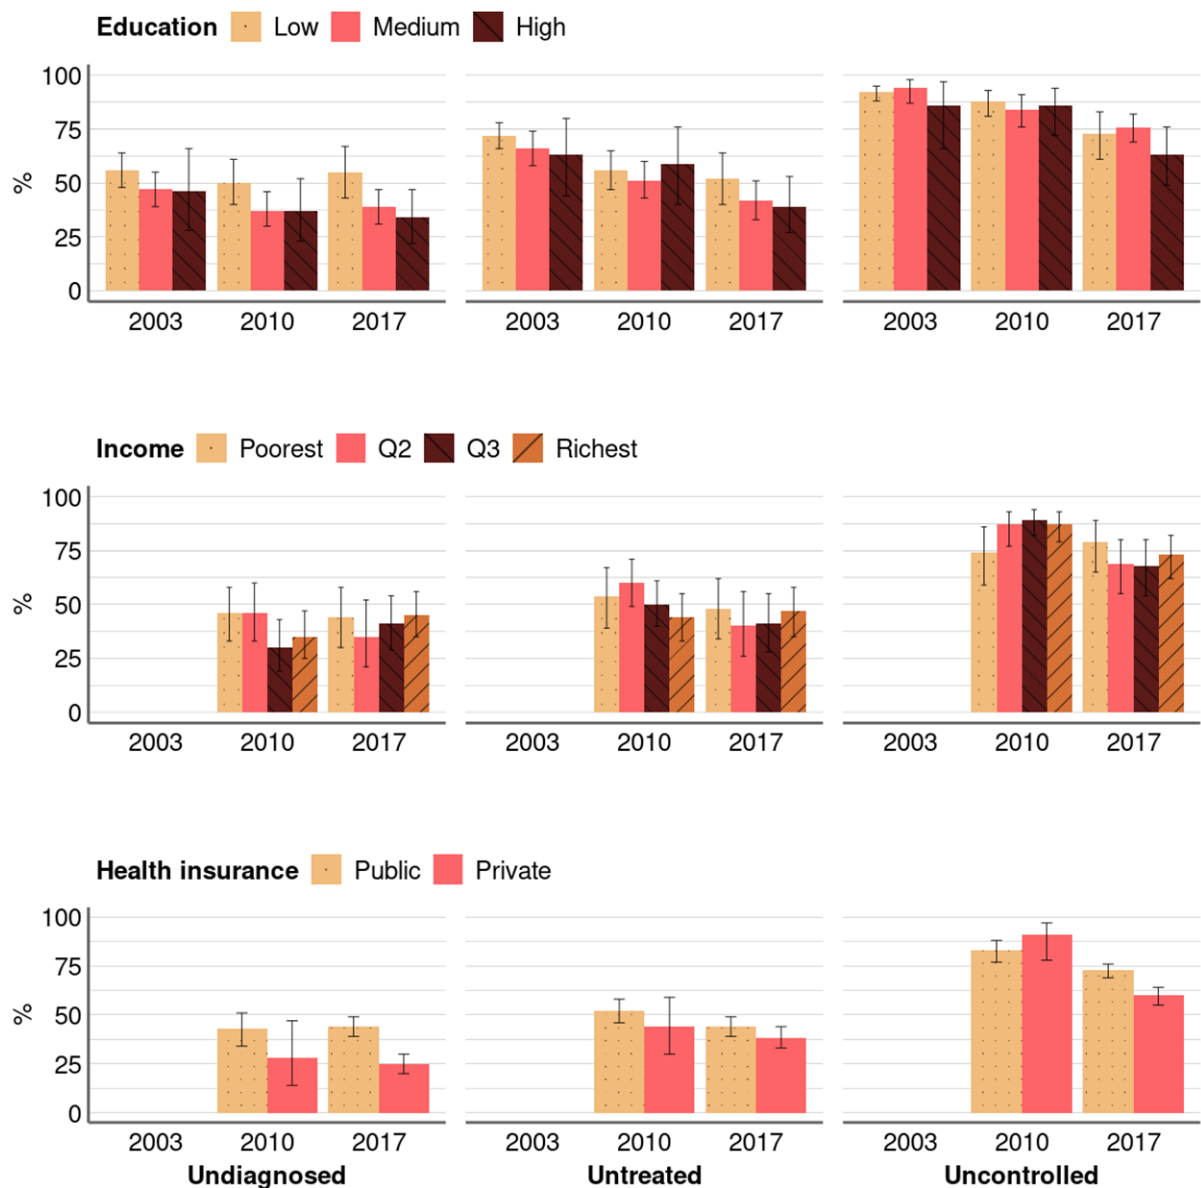 Education Low Medium High
100
75
50
25
0
%
2003 2010 2017 2003 2010 2017 2003 2010 2017
Income Poorest Q2 Q3 Richest
100
75
50
25
0
%
2003 2010 2017 2003 2010 2017 2003 2010 2017
Health insurance Public Private
100
75
50
25
0
%
2003 2010 2017 2003 2010 2017 2003 2010 2017
Undiagnosed Untreated Uncontrolled